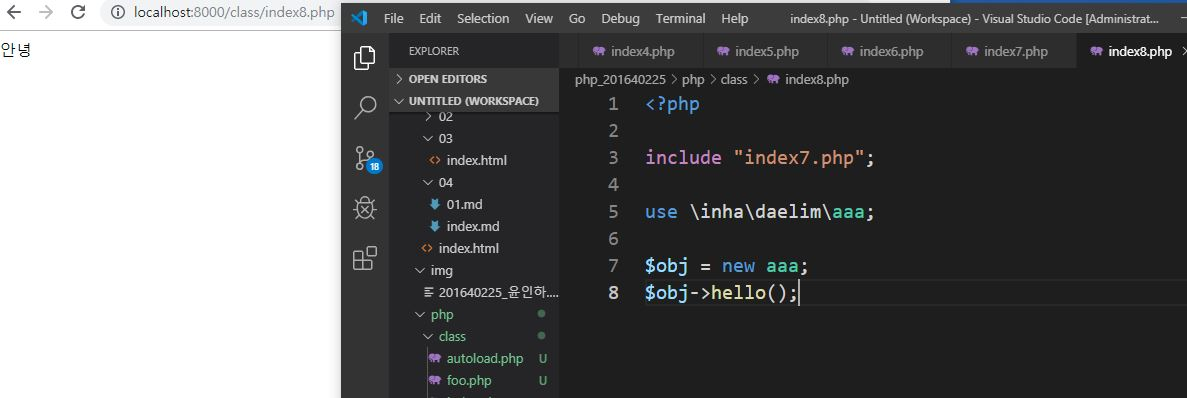 localhost:8000/class/index8.php
안녕
File Edit Selection View Go Debug Terminal Help
index8.php - Untitled (Workspace) - Visual Studio Code [Administrat...
EXPLORER
OPEN EDITORS
UNTITLED (WORKSPACE)
02
03
index.html
04
01.md
index.md
index.html
img
201640225_윤인하....
php
class
autoload.php U
foo.php U
18
index4.php index5.php index6.php index7.php index8.php
php_201640225 > php > class > index8.php
1 <?php
2
3 include "index7.php";
4
5 use \inha\daelim\aaa;
6
7 $obj = new aaa;
8 $obj->hello();